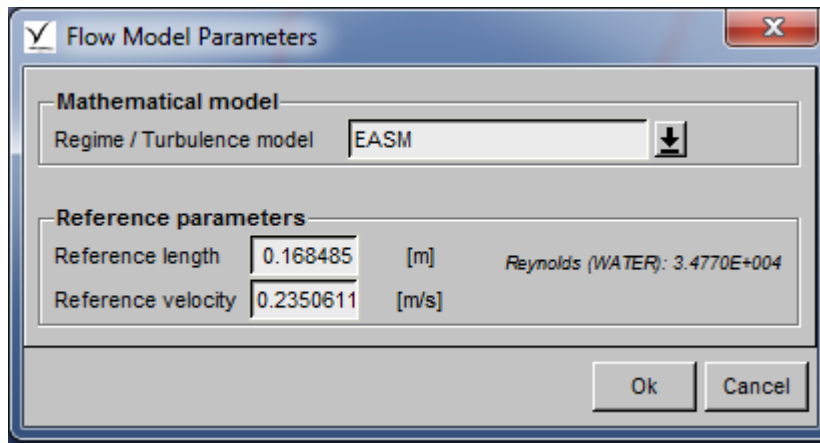 Flow Model Parameters
Mathematical model
Regime / Turbulence model EASM
Reference parameters
Reference length 0.168485 [m] Reynolds (WATER): 3.4770E+004
Reference velocity 0.2350611 [m/s]
Ok Cancel